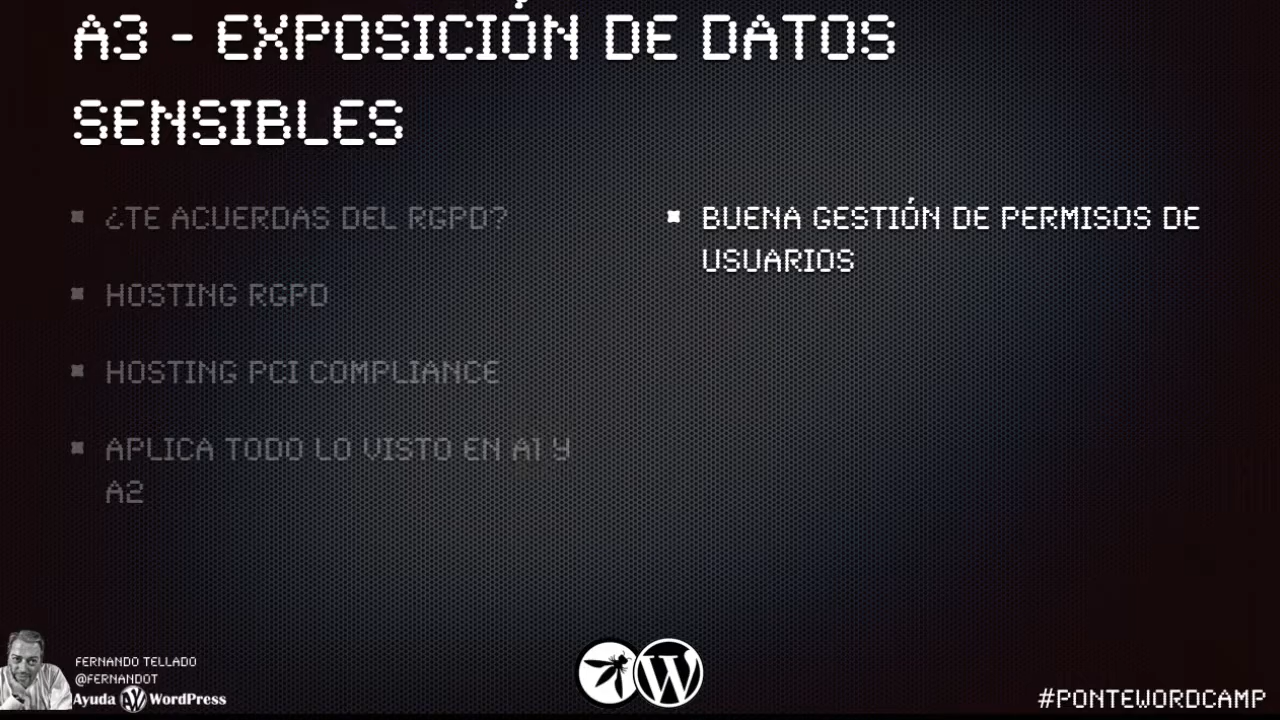 A3 - EXPOSICIÓN DE DATOS
SENSIBLES
¿TE ACUERDAS DEL RGPD?
HOSTING RGPD
HOSTING PCI COMPLIANCE
APLICA TODO LO VISTO EN A1 Y
A2
BUENA GESTIÓN DE PERMISOS DE
USUARIOS
FERNANDO TELLADO
@FERNANDOT
Ayuda WordPress
#PONTEWORDCAMP